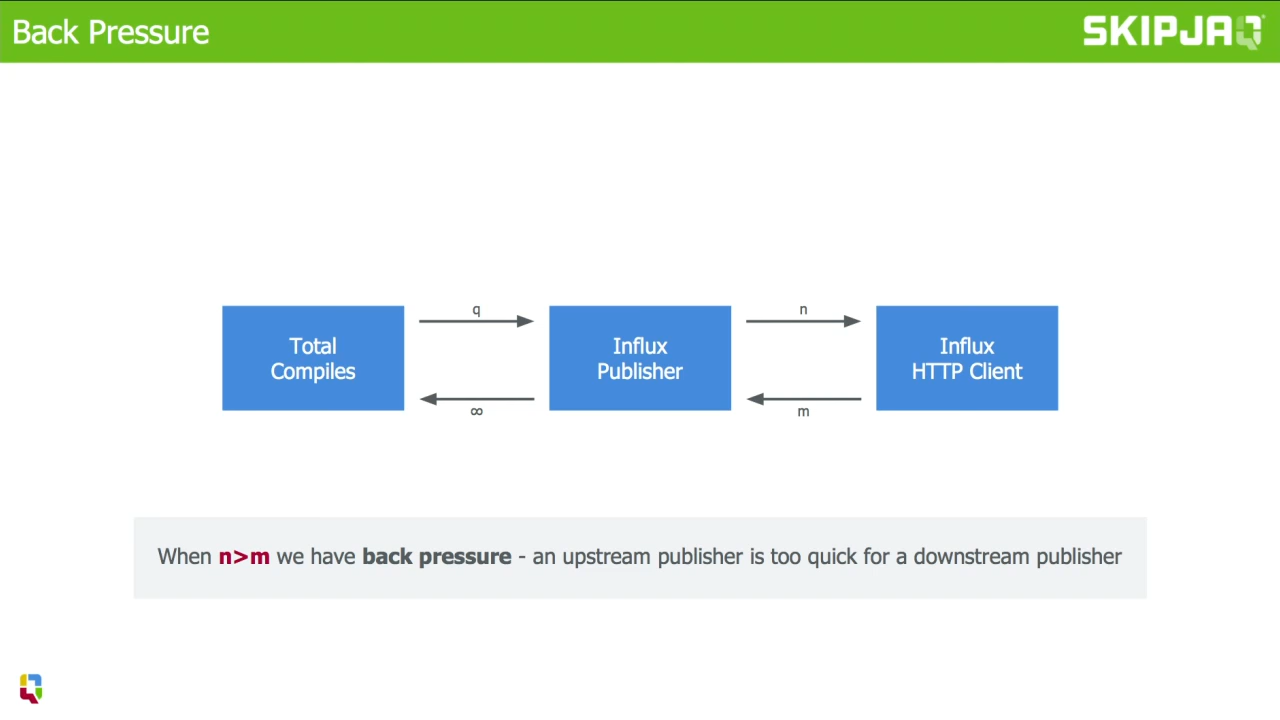 Back Pressure
SKIPJAQ
q
n
Total
Compiles
Influx
Publisher
Influx
HTTP Client
∞
m
When n>m we have back pressure - an upstream publisher is too quick for a downstream publisher